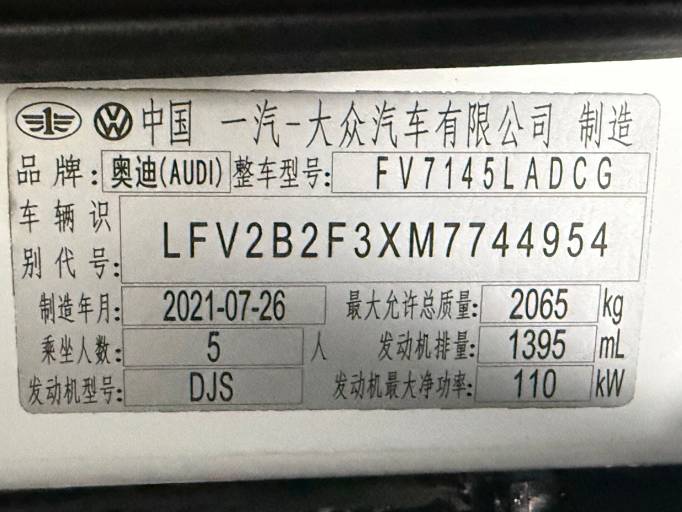 中国 一汽-大众汽车有限公司 制造
品牌: 奥迪(AUDI) 整车型号: FV7145LADCG
车辆识别代号: LFV2B2F3XM7744954
制造年月: 2021-07-26 最大允许总质量: 2065 kg
乘坐人数: 5 人 发动机排量: 1395 mL
发动机型号: DJS 发动机最大净功率: 110 kW